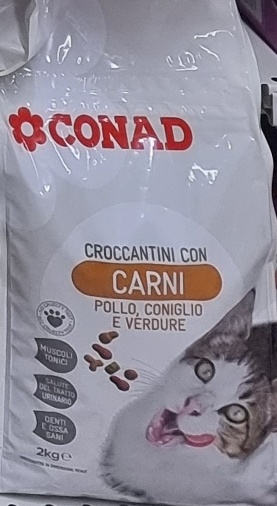 CONAD
CROCCANTINI CON
CARNI
POLLO, CONIGLIO
E VERDURE
MUSCOLI
TONICI
SALUTE
DEL TRATTO
URINARIO
DENTI
E OSSA
SANI
2kg℮